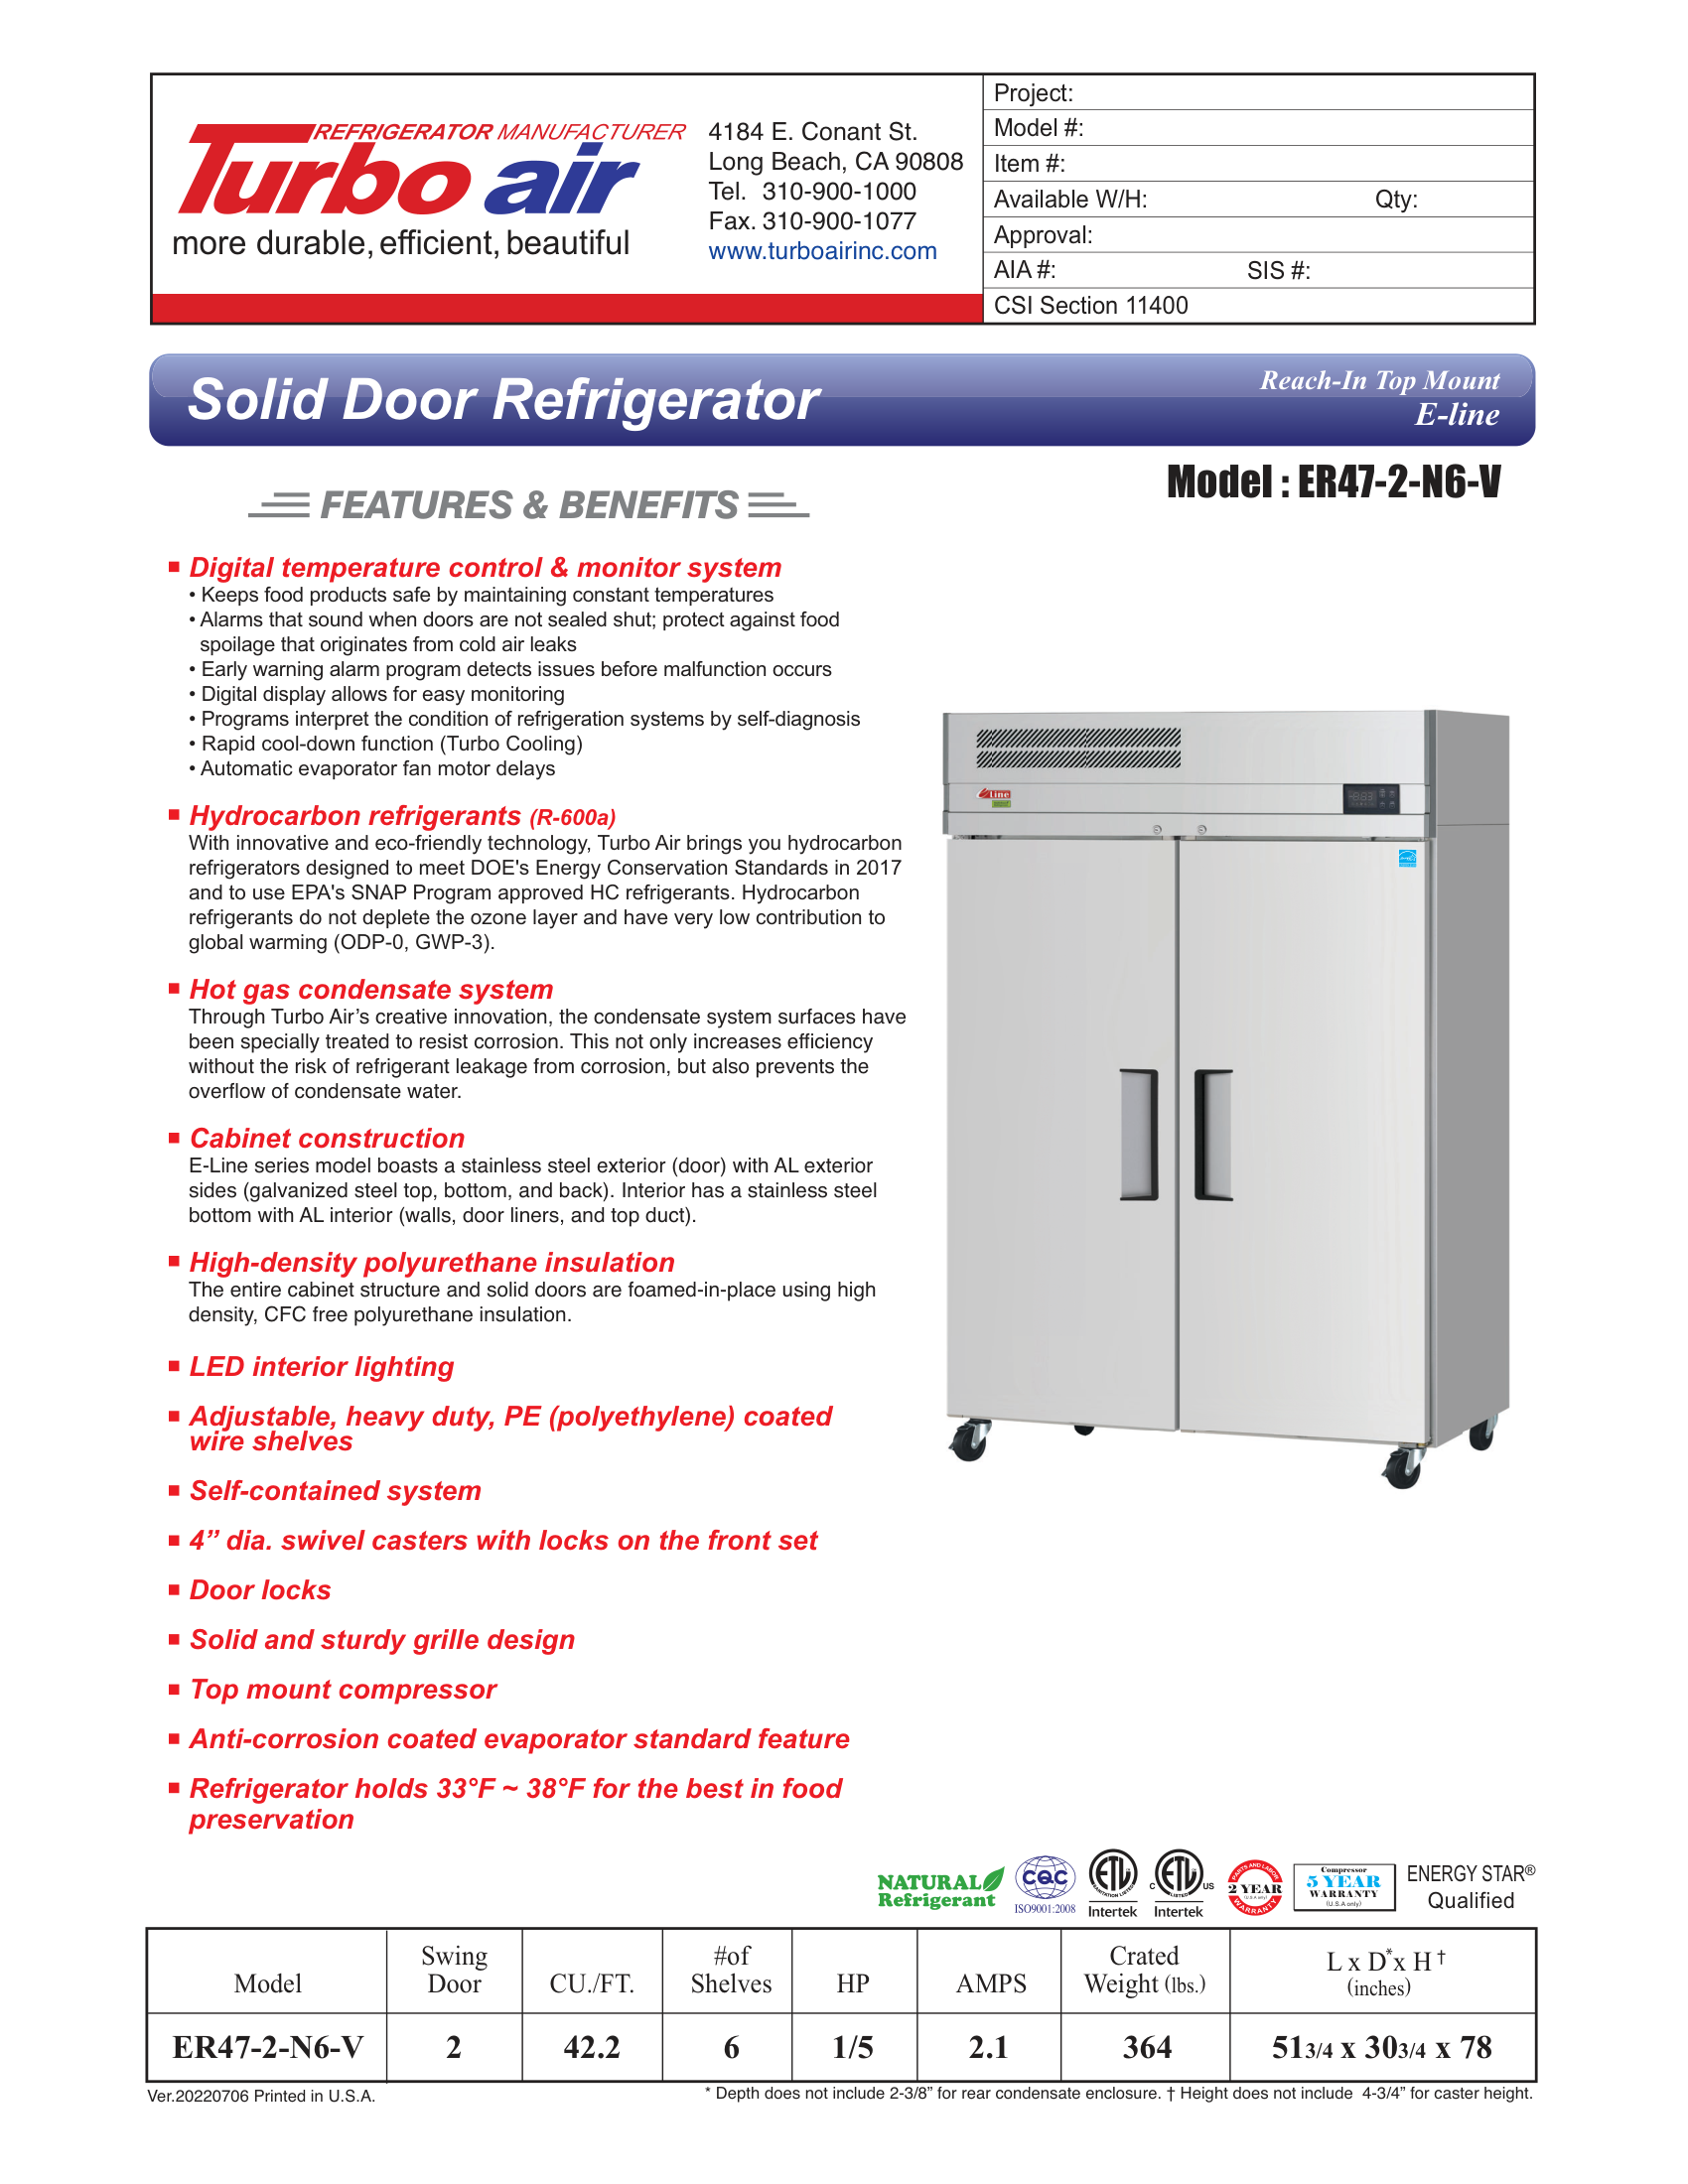 REFRIGERATOR MANUFACTURER
Turbo air
more durable, efficient, beautiful
4184 E. Conant St.
Long Beach, CA 90808
Tel. 310-900-1000
Fax. 310-900-1077
www.turboairinc.com
Project:
Model #:
Item #:
Available W/H: Qty:
Approval:
AIA #: SIS #:
CSI Section 11400
Solid Door Refrigerator
Reach-In Top Mount
E-line
Model : ER47-2-N6-V
FEATURES & BENEFITS
Digital temperature control & monitor system
• Keeps food products safe by maintaining constant temperatures
• Alarms that sound when doors are not sealed shut; protect against food
spoilage that originates from cold air leaks
• Early warning alarm program detects issues before malfunction occurs
• Digital display allows for easy monitoring
• Programs interpret the condition of refrigeration systems by self-diagnosis
• Rapid cool-down function (Turbo Cooling)
• Automatic evaporator fan motor delays
Hydrocarbon refrigerants (R-600a)
With innovative and eco-friendly technology, Turbo Air brings you hydrocarbon
refrigerators designed to meet DOE's Energy Conservation Standards in 2017
and to use EPA's SNAP Program approved HC refrigerants. Hydrocarbon
refrigerants do not deplete the ozone layer and have very low contribution to
global warming (ODP-0, GWP-3).
Hot gas condensate system
Through Turbo Air’s creative innovation, the condensate system surfaces have
been specially treated to resist corrosion. This not only increases efficiency
without the risk of refrigerant leakage from corrosion, but also prevents the
overflow of condensate water.
Cabinet construction
E-Line series model boasts a stainless steel exterior (door) with AL exterior
sides (galvanized steel top, bottom, and back). Interior has a stainless steel
bottom with AL interior (walls, door liners, and top duct).
High-density polyurethane insulation
The entire cabinet structure and solid doors are foamed-in-place using high
density, CFC free polyurethane insulation.
LED interior lighting
Adjustable, heavy duty, PE (polyethylene) coated
wire shelves
Self-contained system
4” dia. swivel casters with locks on the front set
Door locks
Solid and sturdy grille design
Top mount compressor
Anti-corrosion coated evaporator standard feature
Refrigerator holds 33°F ~ 38°F for the best in food
preservation
Line
NATURAL
Refrigerant
CQC
ISO9001:2008
ETL
SANITATION LISTED
Intertek
C ETL US
LISTED
Intertek
PARTS AND LABOR
2 YEAR
(U.S.A only)
WARRANTY
Compressor
5 YEAR
WARRANTY
(U.S.A only)
ENERGY STAR®
Qualified
Model Swing Door CU./FT. #of Shelves HP AMPS Crated Weight (lbs.) L x D* x H † (inches)
ER47-2-N6-V 2 42.2 6 1/5 2.1 364 51 3/4 x 30 3/4 x 78
Ver.20220706 Printed in U.S.A.
* Depth does not include 2-3/8” for rear condensate enclosure. † Height does not include 4-3/4” for caster height.